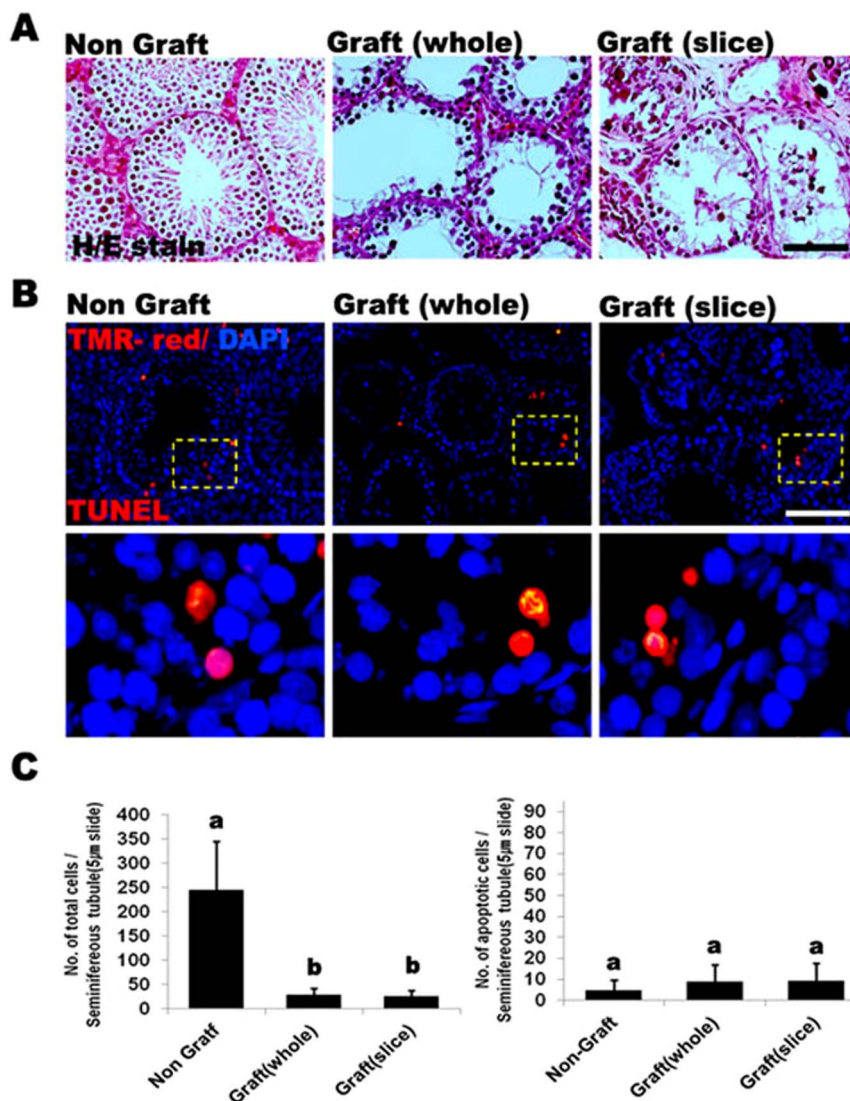 A
Non Graft
Graft (whole)
Graft (slice)
H/E stain
B
Non Graft
Graft (whole)
Graft (slice)
TMR- red/ DAPI
TUNEL
C
No. of total cells /
Seminifereous tubule(5㎛ slide)
400
350
300
250
200
150
100
50
0
a
b
b
Non Graff
Graft(whole)
Graft(slice)
No. of apoptotic cells /
Seminifereous tubule(5㎛ slide)
90
80
70
60
50
40
30
20
10
0
a
a
a
Non-Graft
Graft(whole)
Graft(slice)